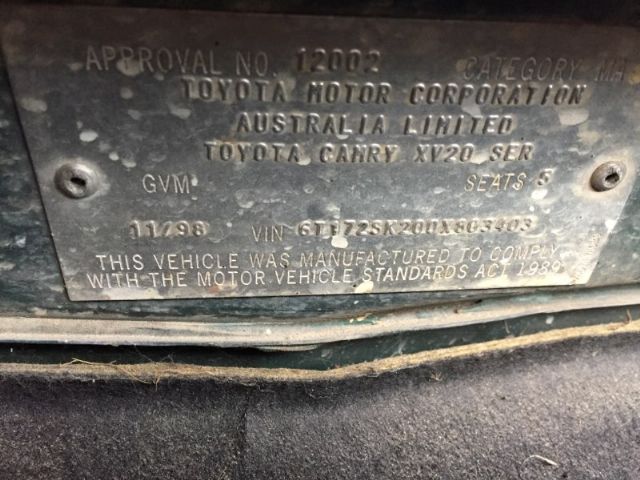 APPROVAL NO. 12002 CATEGORY MA
TOYOTA MOTOR CORPORATION
AUSTRALIA LIMITED
TOYOTA CAMRY XV20 SER
GVM SEATS 5
11/98 VIN
THIS VEHICLE WAS MANUFACTURED TO COMPLY
WITH THE MOTOR VEHICLE STANDARDS ACT 1989